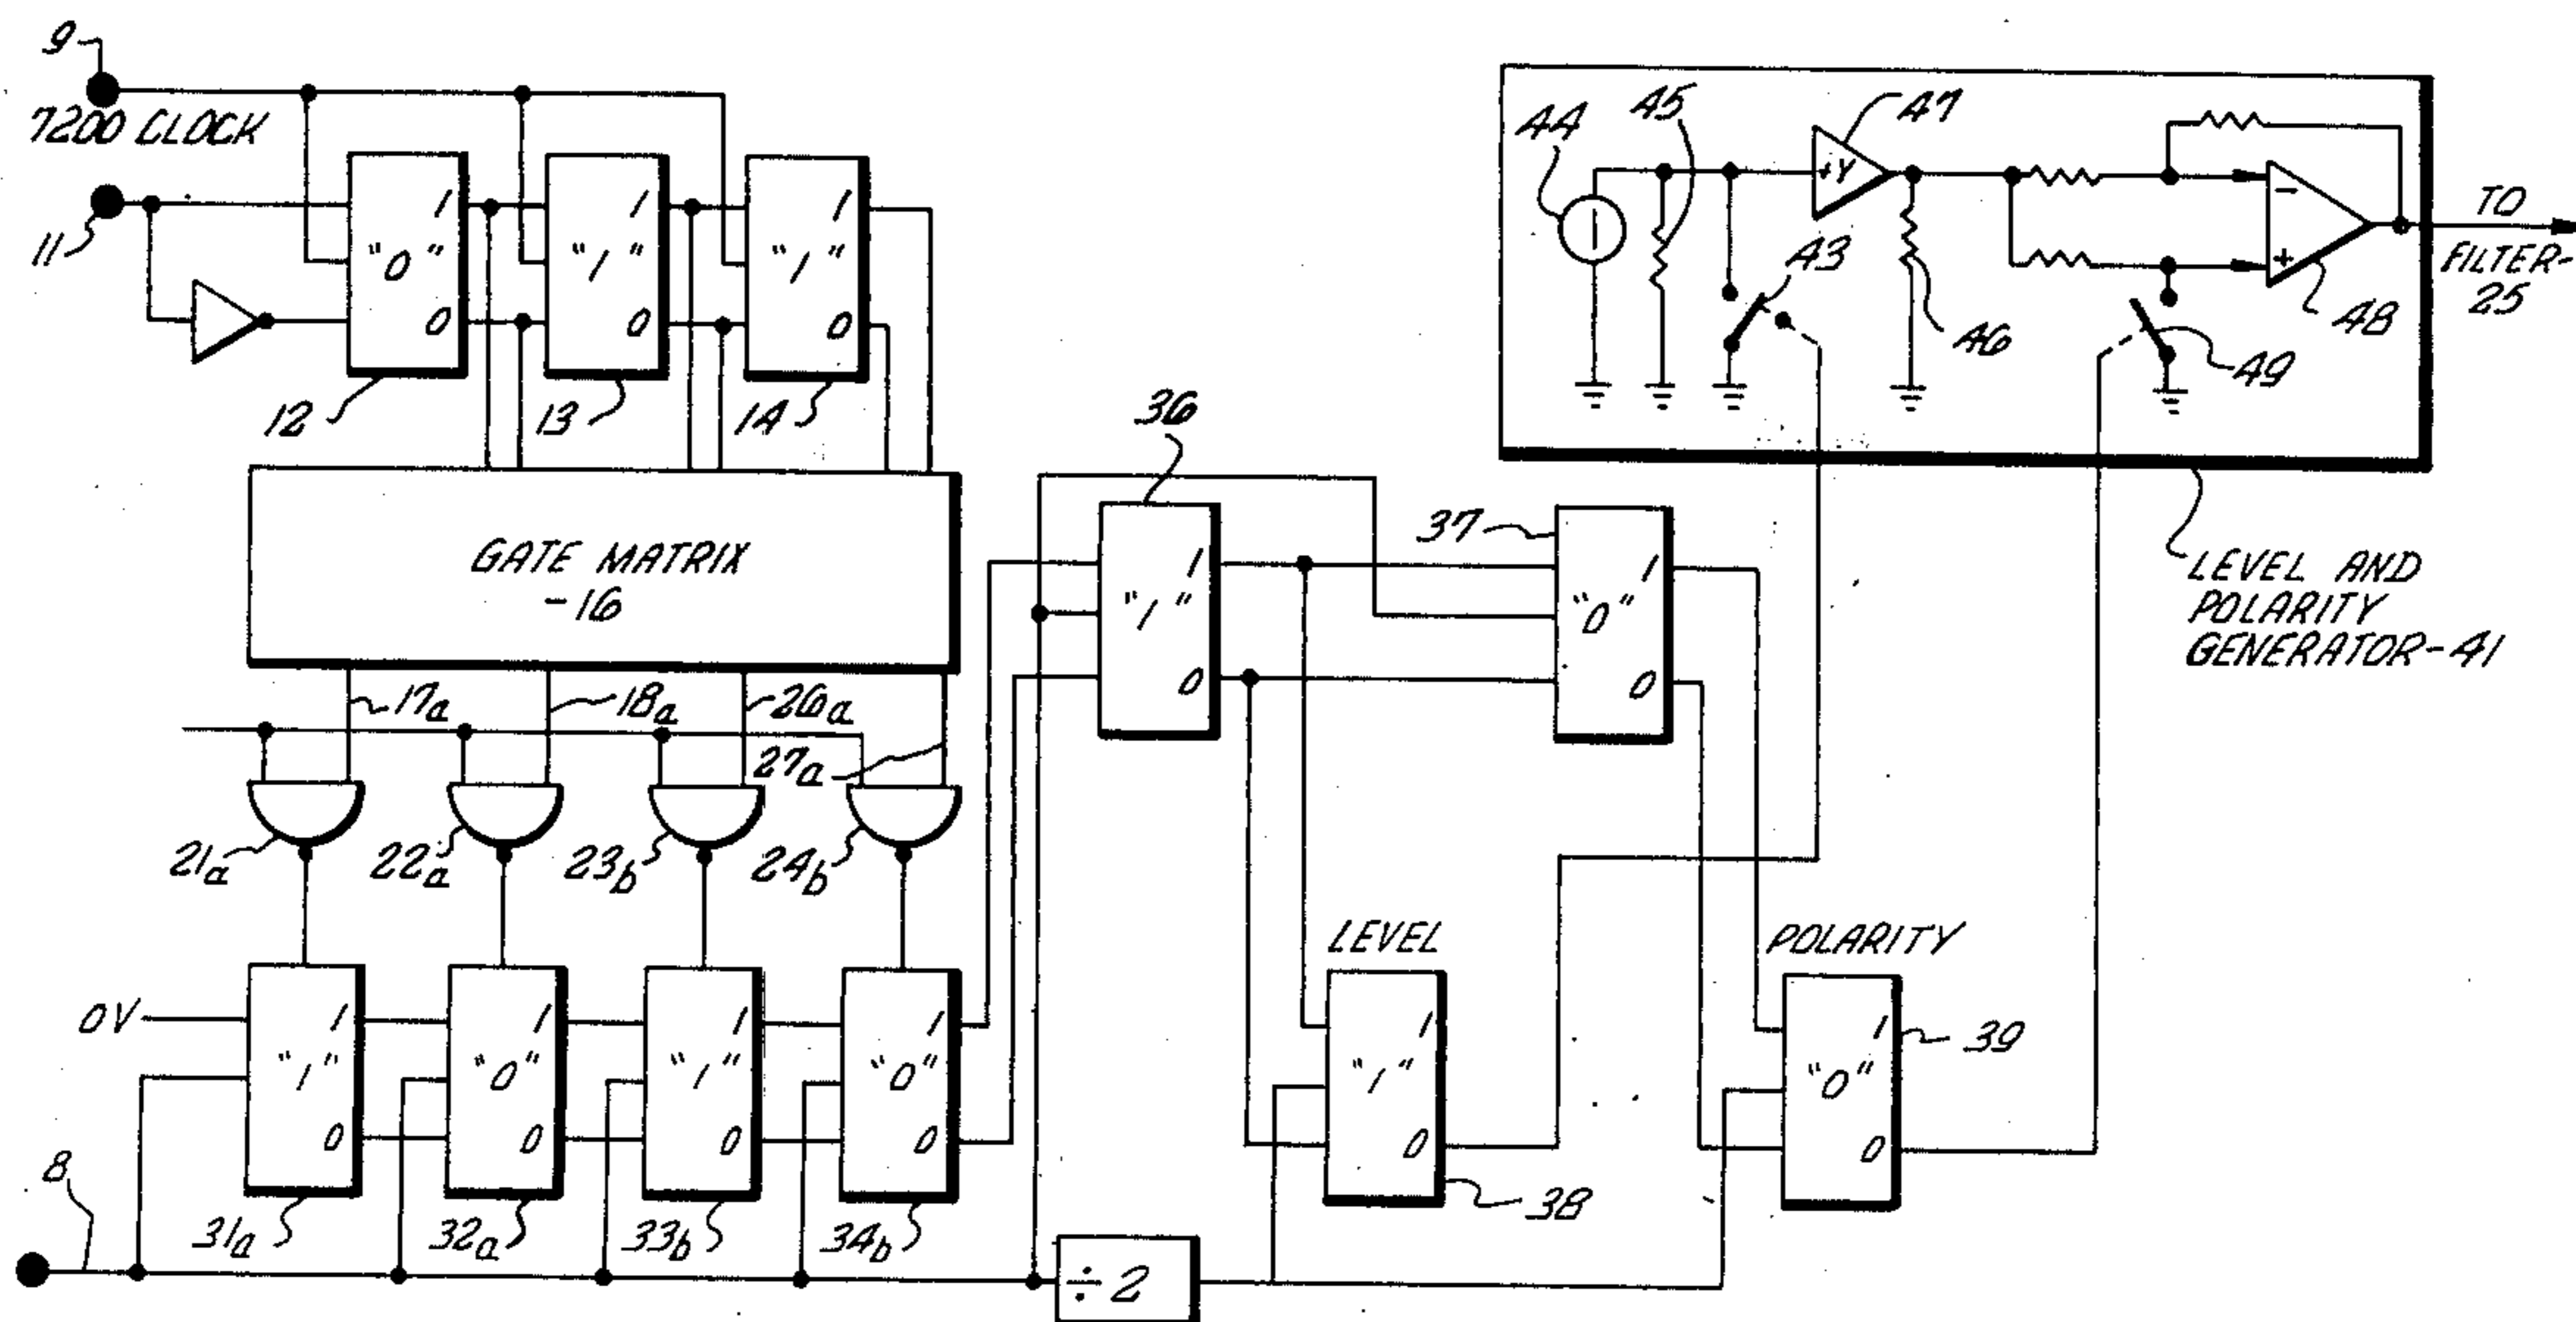 9
7200 CLOCK
11
"0" 1 0
"1" 1 0
"1" 1 0
12
13
14
44
45
43
47
+Y
46
-
+
48
49
TO
FILTER-
25
GATE MATRIX
-16
36
37
"1" 1 0
"0" 1 0
LEVEL AND
POLARITY
GENERATOR-41
17a
18a
26a
27a
21a
22a
23b
24b
LEVEL
POLARITY
0V
"1" 1 0
"0" 1 0
"1" 1 0
"0" 1 0
"1" 1 0
"0" 1 0
39
38
8
31a
32a
33b
34b
÷2